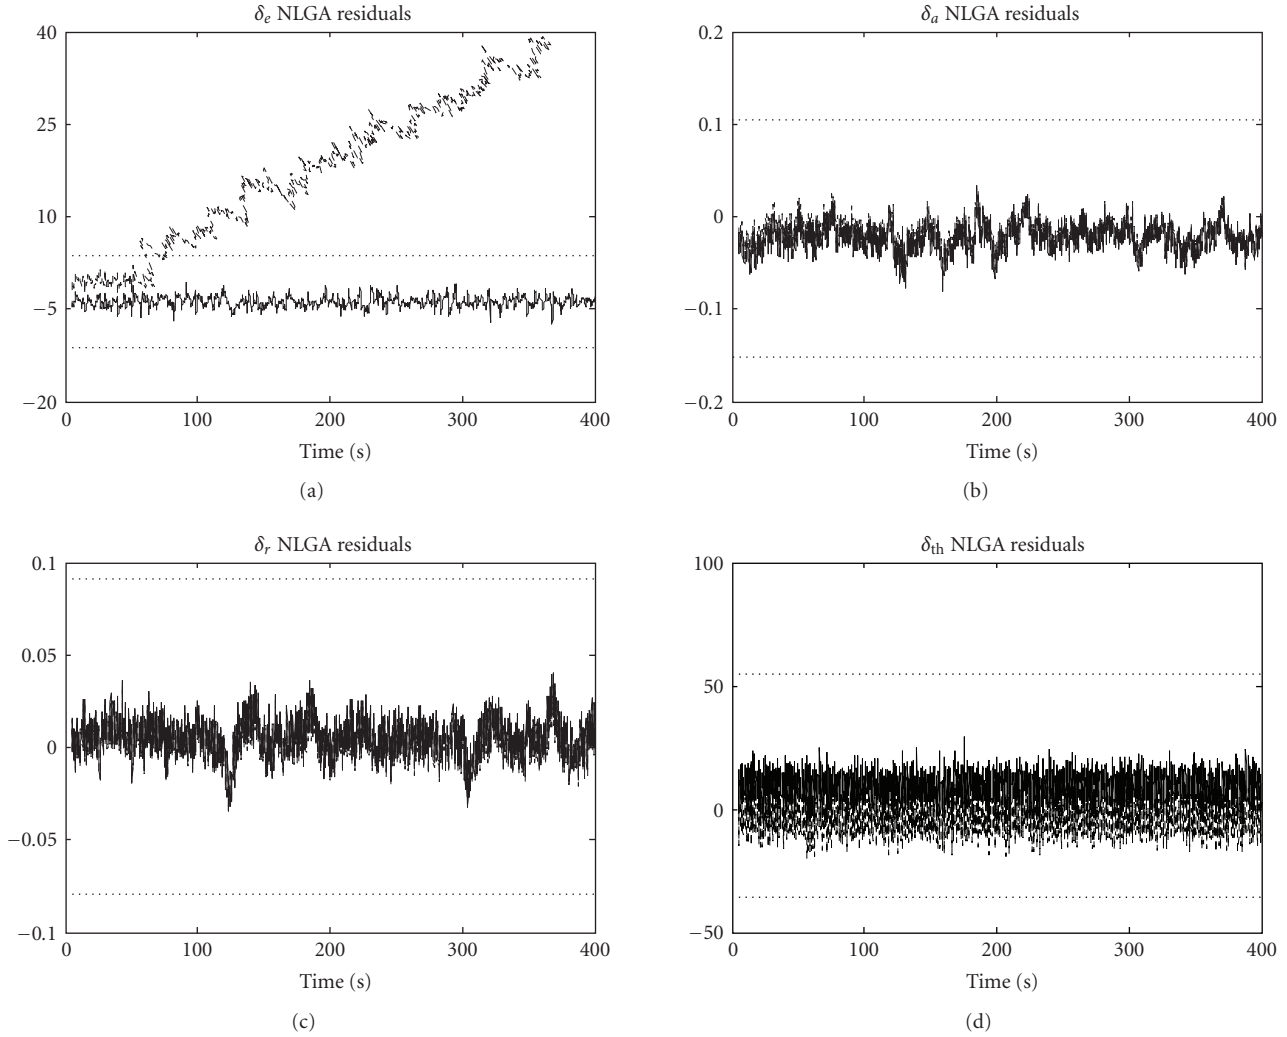 δe NLGA residuals
40
25
10
−5
−20
0 100 200 300 400
Time (s)
(a)
δa NLGA residuals
0.2
0.1
0
−0.1
−0.2
0 100 200 300 400
Time (s)
(b)
δr NLGA residuals
0.1
0.05
0
−0.05
−0.1
0 100 200 300 400
Time (s)
(c)
δth NLGA residuals
100
50
0
−50
0 100 200 300 400
Time (s)
(d)